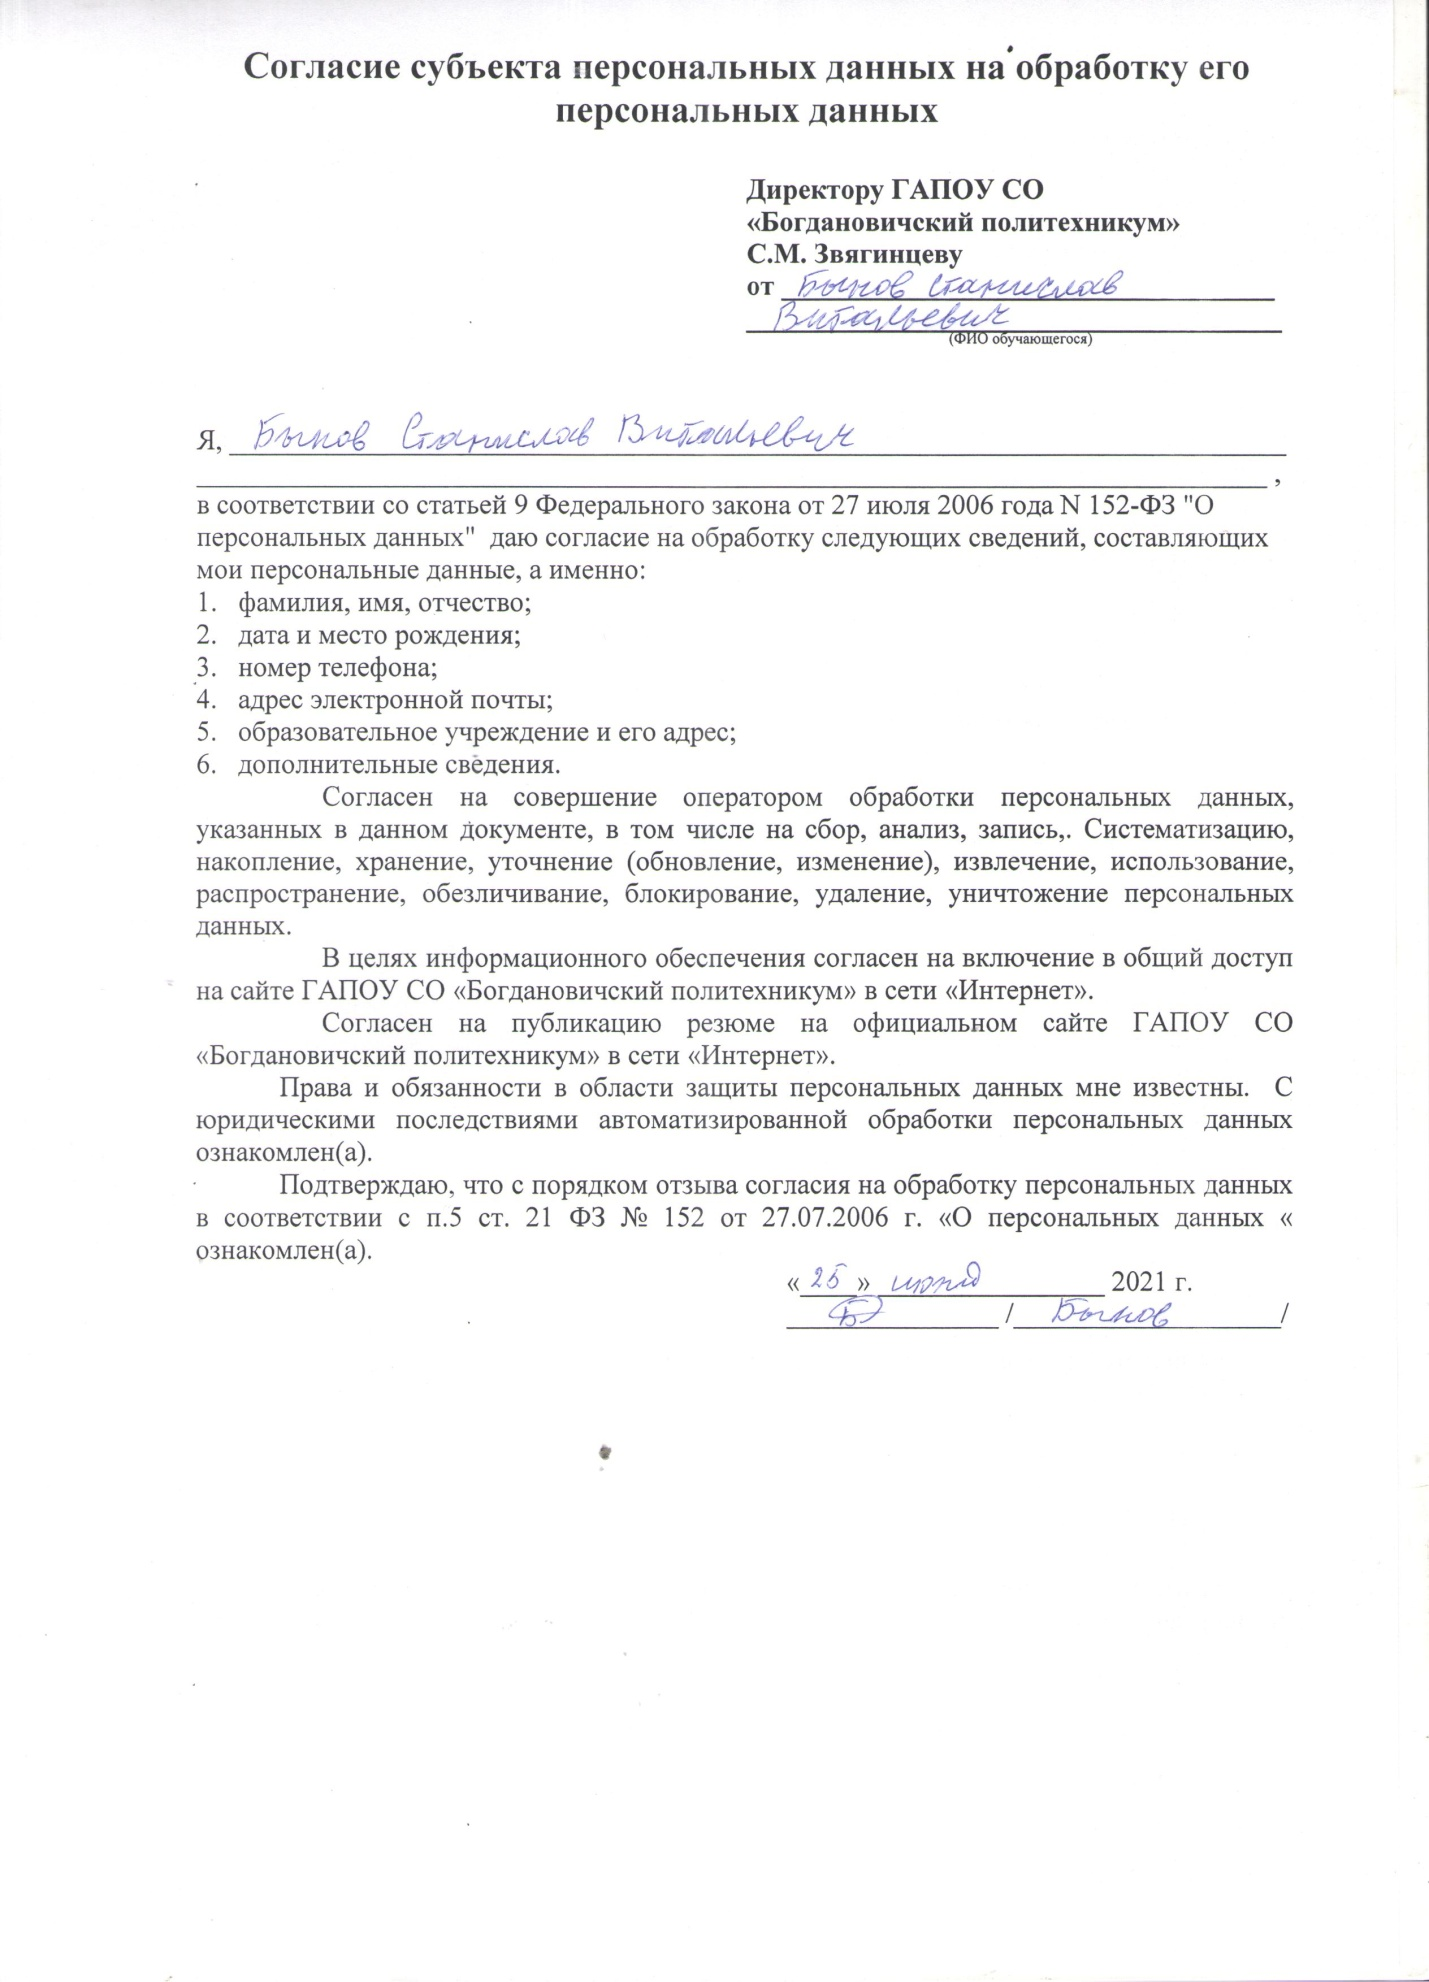 Согласие субъекта персональных данных на обработку его
персональных данных
Директору ГАПОУ СО
«Богдановичский политехникум»
С.М. Звягинцеву
от Быков Станислав
Витальевич
(ФИО обучающегося)
Я, Быков Станислав Витальевич
,
в соответствии со статьей 9 Федерального закона от 27 июля 2006 года N 152-ФЗ "О
персональных данных" даю согласие на обработку следующих сведений, составляющих
мои персональные данные, а именно:
1. фамилия, имя, отчество;
2. дата и место рождения;
3. номер телефона;
4. адрес электронной почты;
5. образовательное учреждение и его адрес;
6. дополнительные сведения.
Согласен на совершение оператором обработки персональных данных,
указанных в данном документе, в том числе на сбор, анализ, запись,. Систематизацию,
накопление, хранение, уточнение (обновление, изменение), извлечение, использование,
распространение, обезличивание, блокирование, удаление, уничтожение персональных
данных.
В целях информационного обеспечения согласен на включение в общий доступ
на сайте ГАПОУ СО «Богдановичский политехникум» в сети «Интернет».
Согласен на публикацию резюме на официальном сайте ГАПОУ СО
«Богдановичский политехникум» в сети «Интернет».
Права и обязанности в области защиты персональных данных мне известны. С
юридическими последствиями автоматизированной обработки персональных данных
ознакомлен(а).
Подтверждаю, что с порядком отзыва согласия на обработку персональных данных
в соответствии с п.5 ст. 21 ФЗ № 152 от 27.07.2006 г. «О персональных данных «
ознакомлен(а).
«25» 2021 г.
/ Быков /